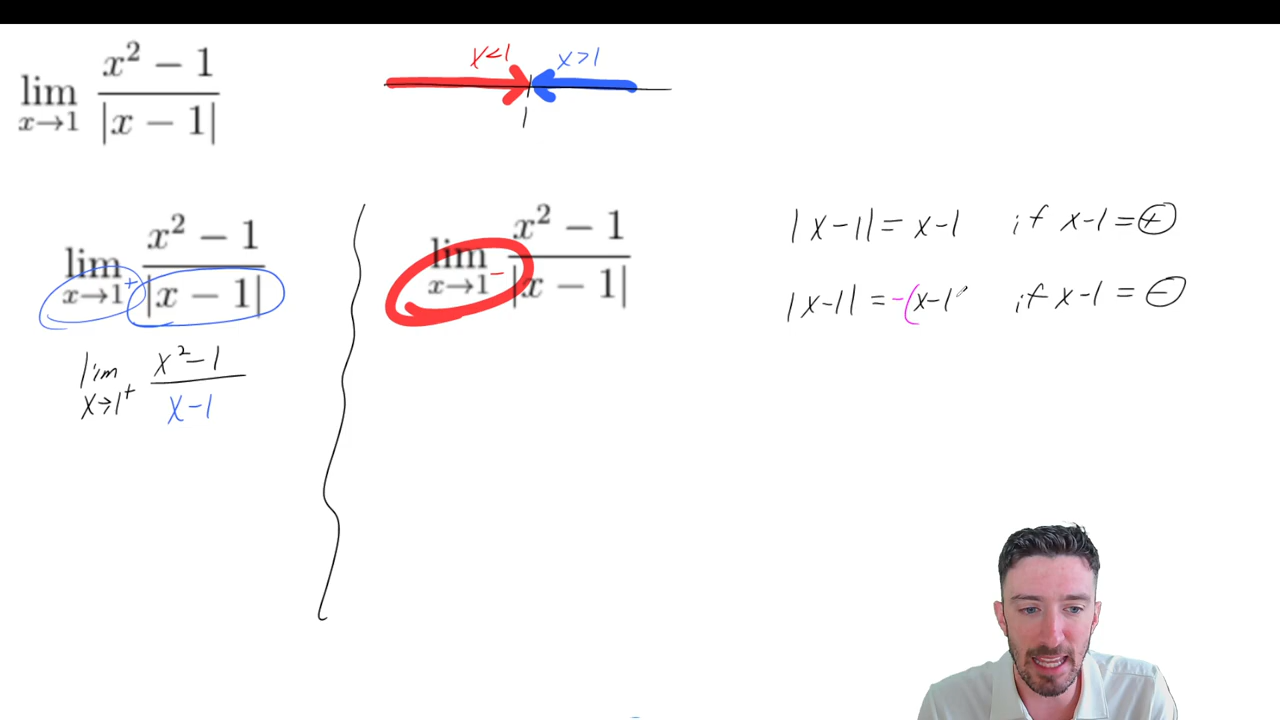 lim x→1 x² − 1 / |x − 1|
x<1 x>1
1
lim x→1⁺ x² − 1 / |x − 1|
lim x→1⁻ x² − 1 / |x − 1|
|x-1| = x-1 if x-1 = +
|x-1| = -(x-1 if x-1 = -
lim x→1⁺ x²-1 / x-1